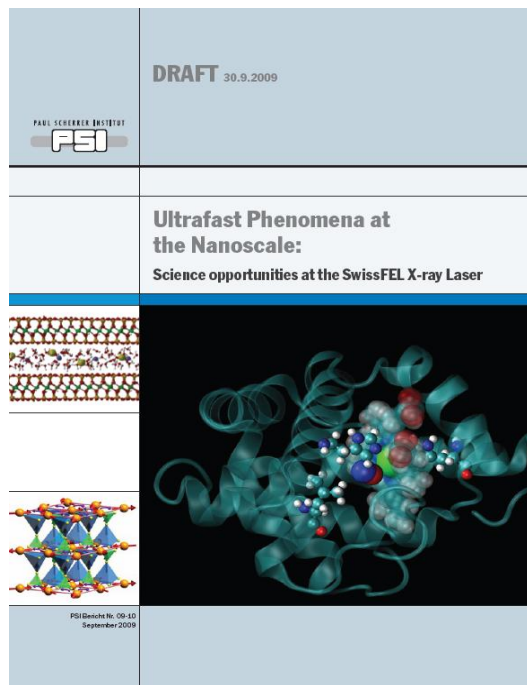 DRAFT 30.9.2009
PAUL SCHERRER INSTITUT
PSI
Ultrafast Phenomena at
the Nanoscale:
Science opportunities at the SwissFEL X-ray Laser
PSI Bericht Nr. 09-10
September 2009